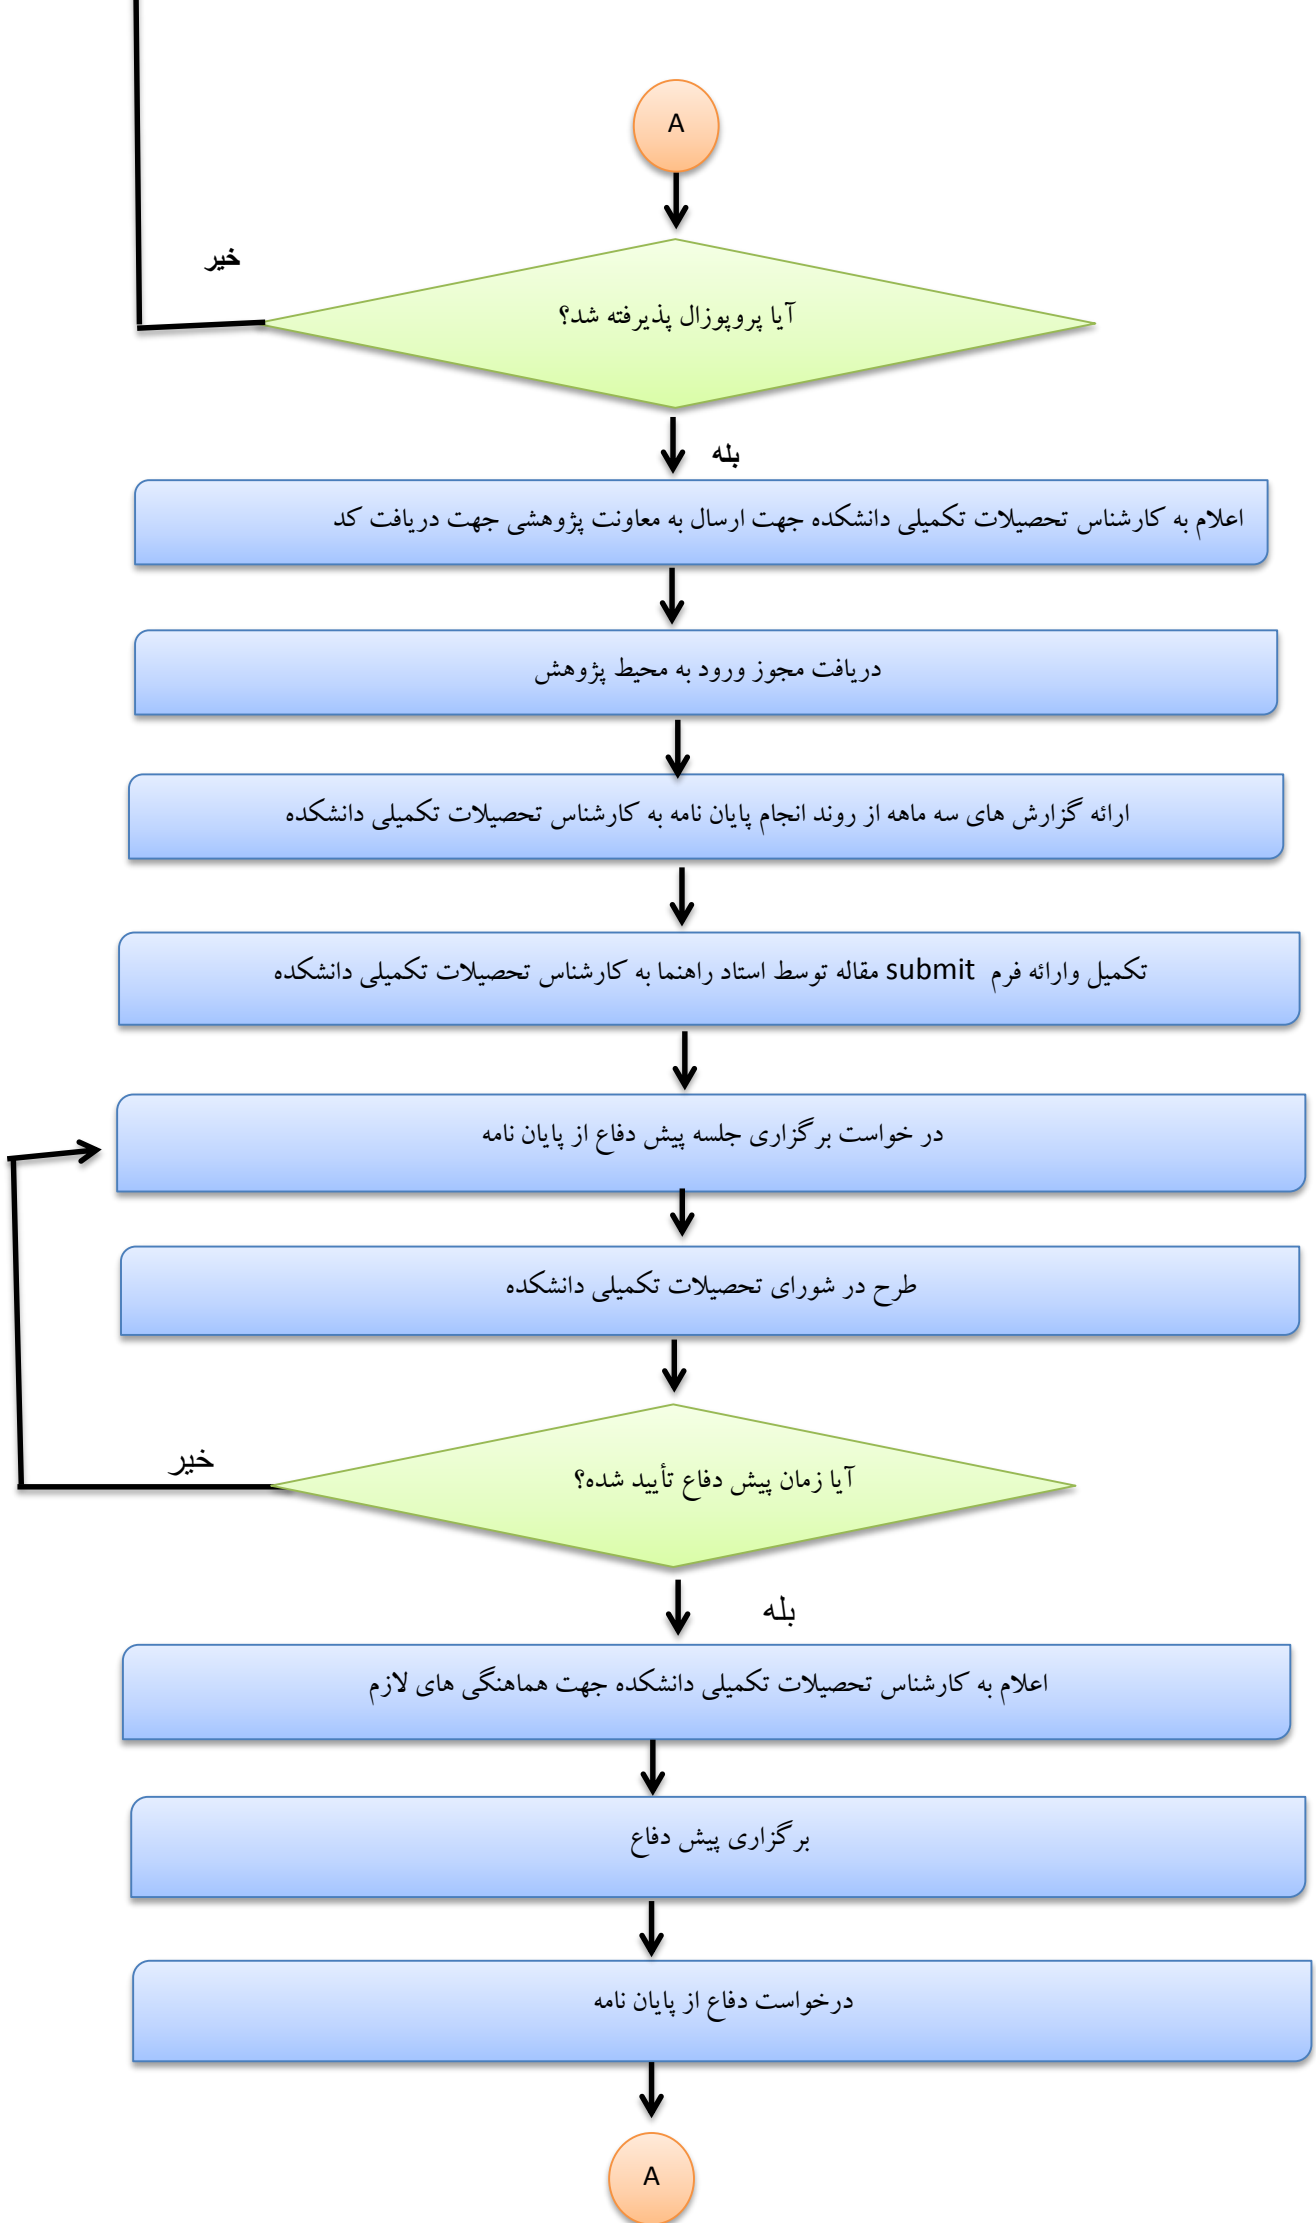 A
خیر
آیا پروپوزال پذیرفته شد؟
بله
اعلام به کارشناس تحصیلات تکمیلی دانشکده جهت ارسال به معاونت پژوهشی جهت دریافت کد
دریافت مجوز ورود به محیط پژوهش
ارائه گزارش های سه ماهه از روند انجام پایان نامه به کارشناس تحصیلات تکمیلی دانشکده
تکمیل وارائه فرم submit مقاله توسط استاد راهنما به کارشناس تحصیلات تکمیلی دانشکده
در خواست برگزاری جلسه پیش دفاع از پایان نامه
طرح در شورای تحصیلات تکمیلی دانشکده
خیر
آیا زمان پیش دفاع تأیید شده؟
بله
اعلام به کارشناس تحصیلات تکمیلی دانشکده جهت هماهنگی های لازم
برگزاری پیش دفاع
درخواست دفاع از پایان نامه
A